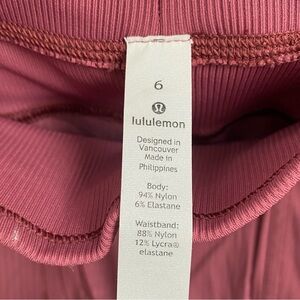 6
lululemon
Designed in
Vancouver
Made in
Philippines
Body:
94% Nylon
6% Elastane
Waistband:
88% Nylon
12% Lycra®
elastane